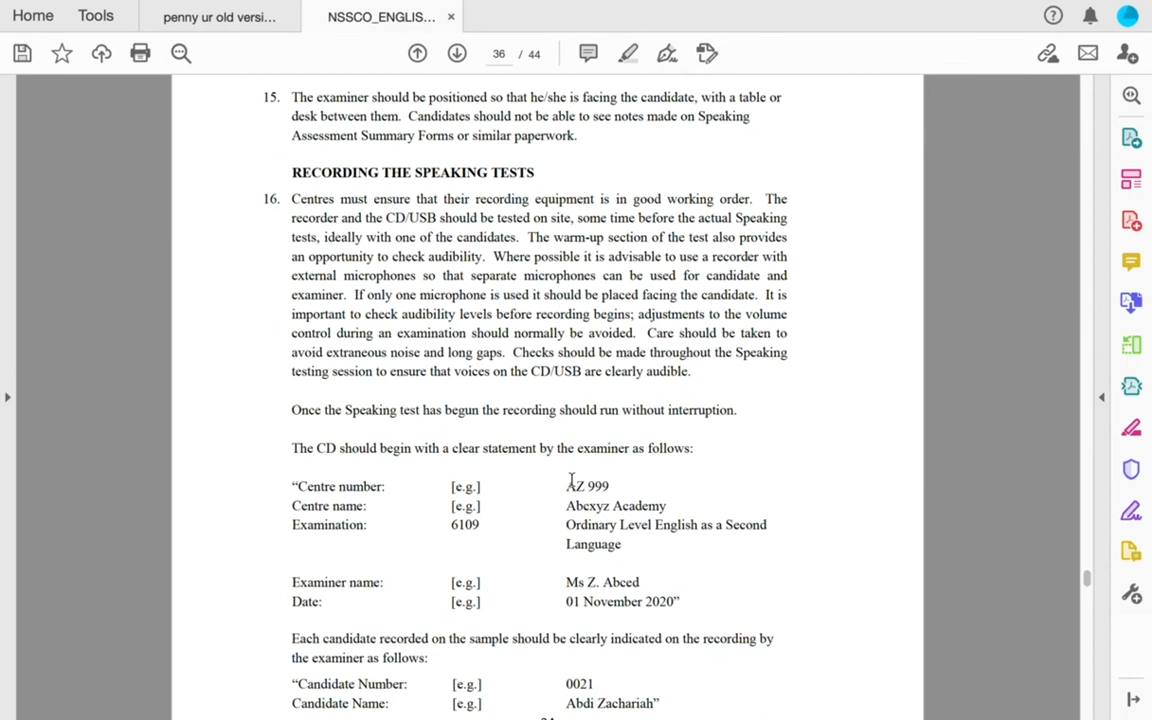 Home Tools penny ur old versi... NSSCO_ENGLIS... ×
36 / 44
15. The examiner should be positioned so that he/she is facing the candidate, with a table or
desk between them. Candidates should not be able to see notes made on Speaking
Assessment Summary Forms or similar paperwork.
RECORDING THE SPEAKING TESTS
16. Centres must ensure that their recording equipment is in good working order. The
recorder and the CD/USB should be tested on site, some time before the actual Speaking
tests, ideally with one of the candidates. The warm-up section of the test also provides
an opportunity to check audibility. Where possible it is advisable to use a recorder with
external microphones so that separate microphones can be used for candidate and
examiner. If only one microphone is used it should be placed facing the candidate. It is
important to check audibility levels before recording begins; adjustments to the volume
control during an examination should normally be avoided. Care should be taken to
avoid extraneous noise and long gaps. Checks should be made throughout the Speaking
testing session to ensure that voices on the CD/USB are clearly audible.
Once the Speaking test has begun the recording should run without interruption.
The CD should begin with a clear statement by the examiner as follows:
“Centre number: [e.g.] AZ 999
Centre name: [e.g.] Abcxyz Academy
Examination: 6109 Ordinary Level English as a Second
Language
Examiner name: [e.g.] Ms Z. Abced
Date: [e.g.] 01 November 2020”
Each candidate recorded on the sample should be clearly indicated on the recording by
the examiner as follows:
“Candidate Number: [e.g.] 0021
Candidate Name: [e.g.] Abdi Zachariah”